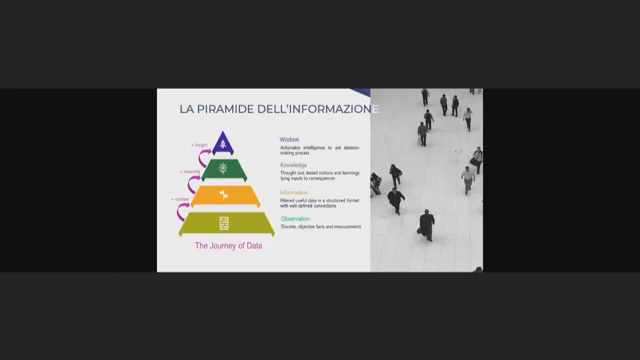 LA PIRAMIDE DELL'INFORMAZIONE
Wisdom
Actionable intelligence to aid decision
making process
+ insight
Knowledge
Thought out, tested notions and learnings
tying inputs to consequences
+ meaning
Information
Filtered useful data in a structured format
with well defined connections
+ context
Observation
Discrete, objective facts and measurements
The Journey of Data